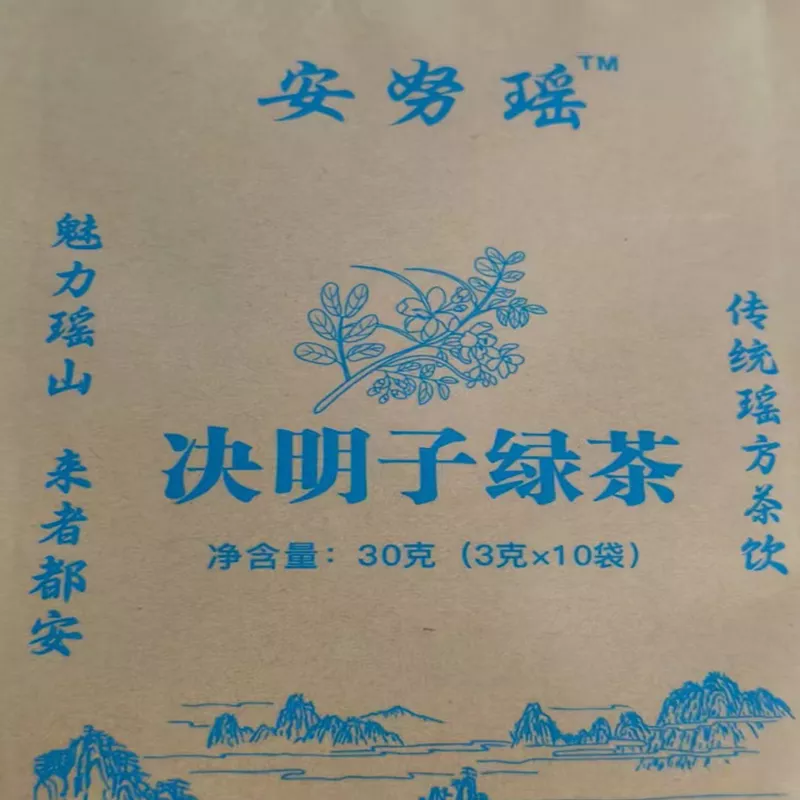 安努瑶™
魅力瑶山 来者都安
传统瑶方茶饮
决明子绿茶
净含量：30克（3克×10袋）